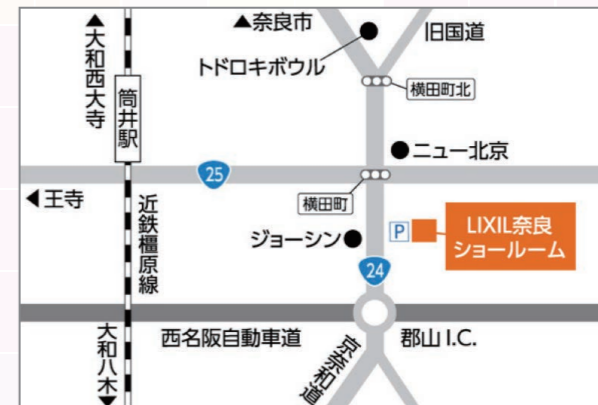 ▲奈良市
旧国道
トドロキボウル
横田町北
▲大和西大寺
筒井駅
ニュー北京
25
◀王寺
横田町
近鉄橿原線
ジョーシン
P
LIXIL奈良
ショールーム
24
西名阪自動車道
郡山I.C.
大和八木▼
京奈和道